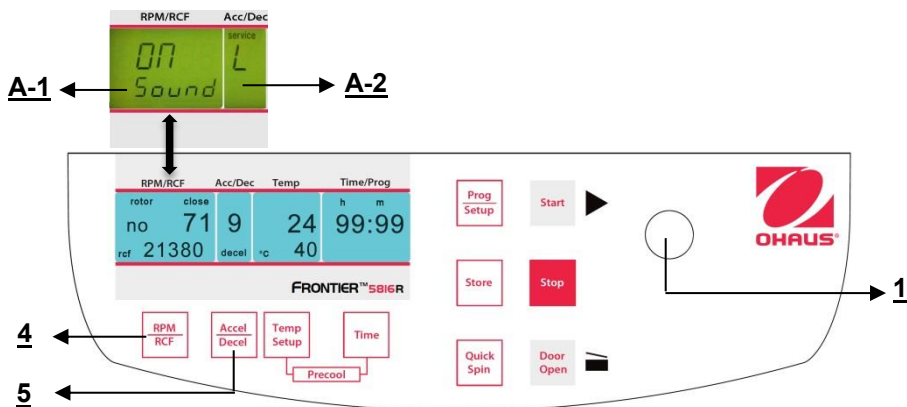 RPM/RCF Acc/Dec
service
ON L
Sound
A-1 A-2
RPM/RCF Acc/Dec Temp Time/Prog
rotor close h m
no 71 9 24 99:99
rcf 21380 decel °C 40
FRONTIER™5816R
Prog
Setup
Start
OHAUS®
Store
Stop
1
4
RPM
RCF
Accel
Decel
Temp
Setup
Time
Precool
5
Quick
Spin
Door
Open